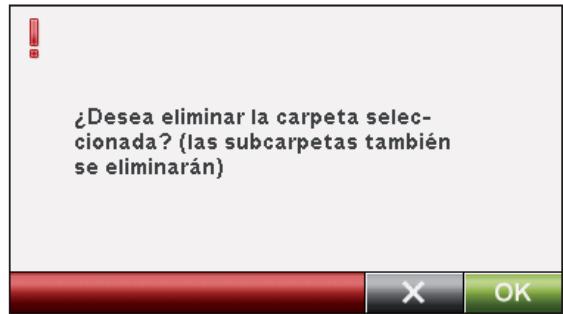 ¿Desea eliminar la carpeta selec-
cionada? (las subcarpetas también
se eliminarán)
OK